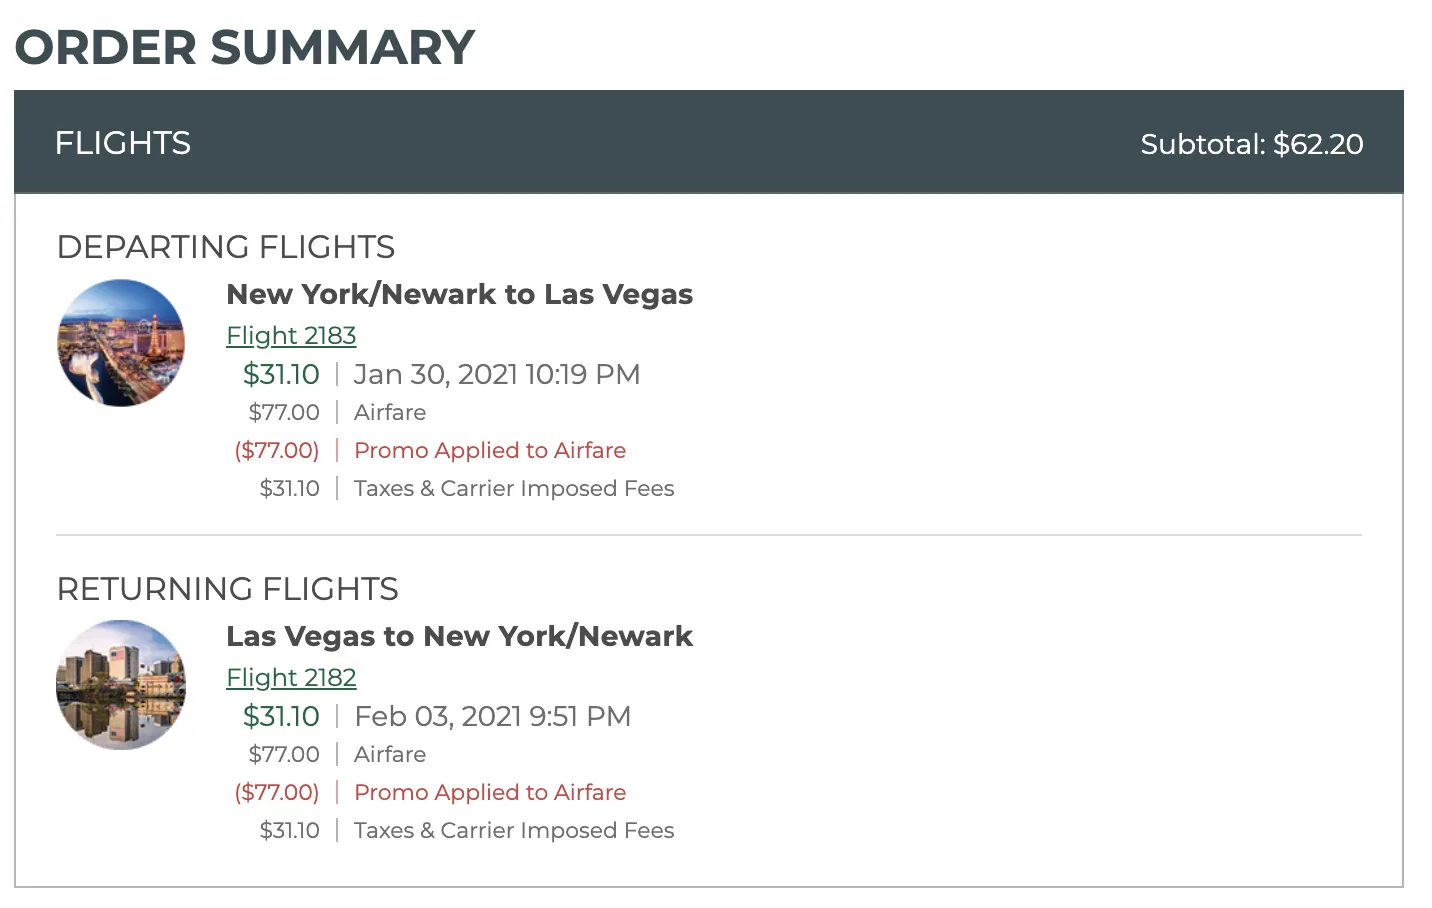 ORDER SUMMARY
FLIGHTS
Subtotal: $62.20
DEPARTING FLIGHTS
New York/Newark to Las Vegas
Flight 2183
$31.10 | Jan 30, 2021 10:19 PM
$77.00 | Airfare
($77.00) | Promo Applied to Airfare
$31.10 | Taxes & Carrier Imposed Fees
RETURNING FLIGHTS
Las Vegas to New York/Newark
Flight 2182
$31.10 | Feb 03, 2021 9:51 PM
$77.00 | Airfare
($77.00) | Promo Applied to Airfare
$31.10 | Taxes & Carrier Imposed Fees